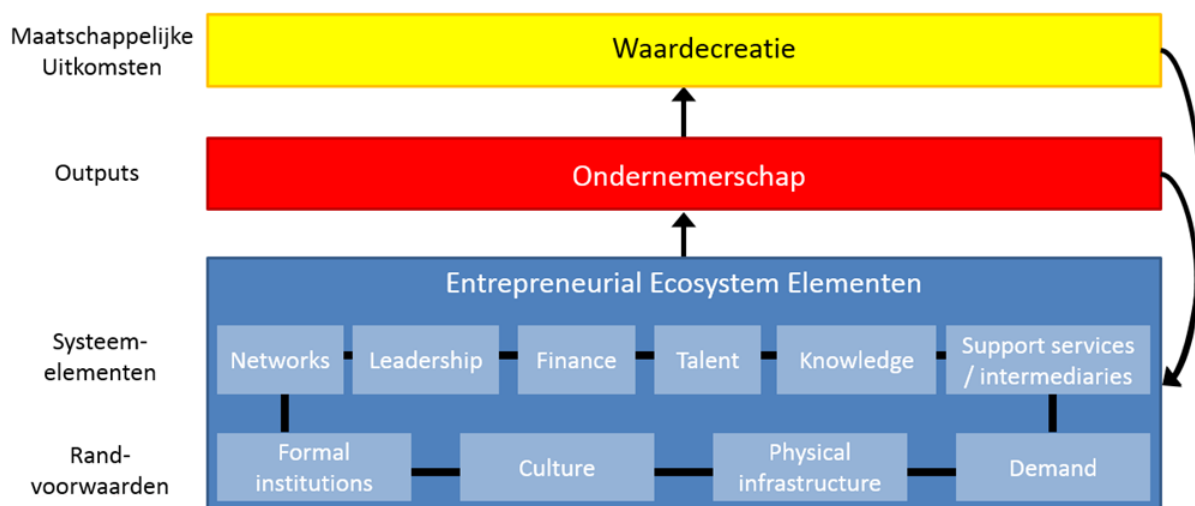 Maatschappelijke
Uitkomsten
Waardecreatie
Outputs
Ondernemerschap
Entrepreneurial Ecosystem Elementen
Systeem-
elementen
Networks
Leadership
Finance
Talent
Knowledge
Support services
/ intermediaries
Rand-
voorwaarden
Formal
institutions
Culture
Physical
infrastructure
Demand